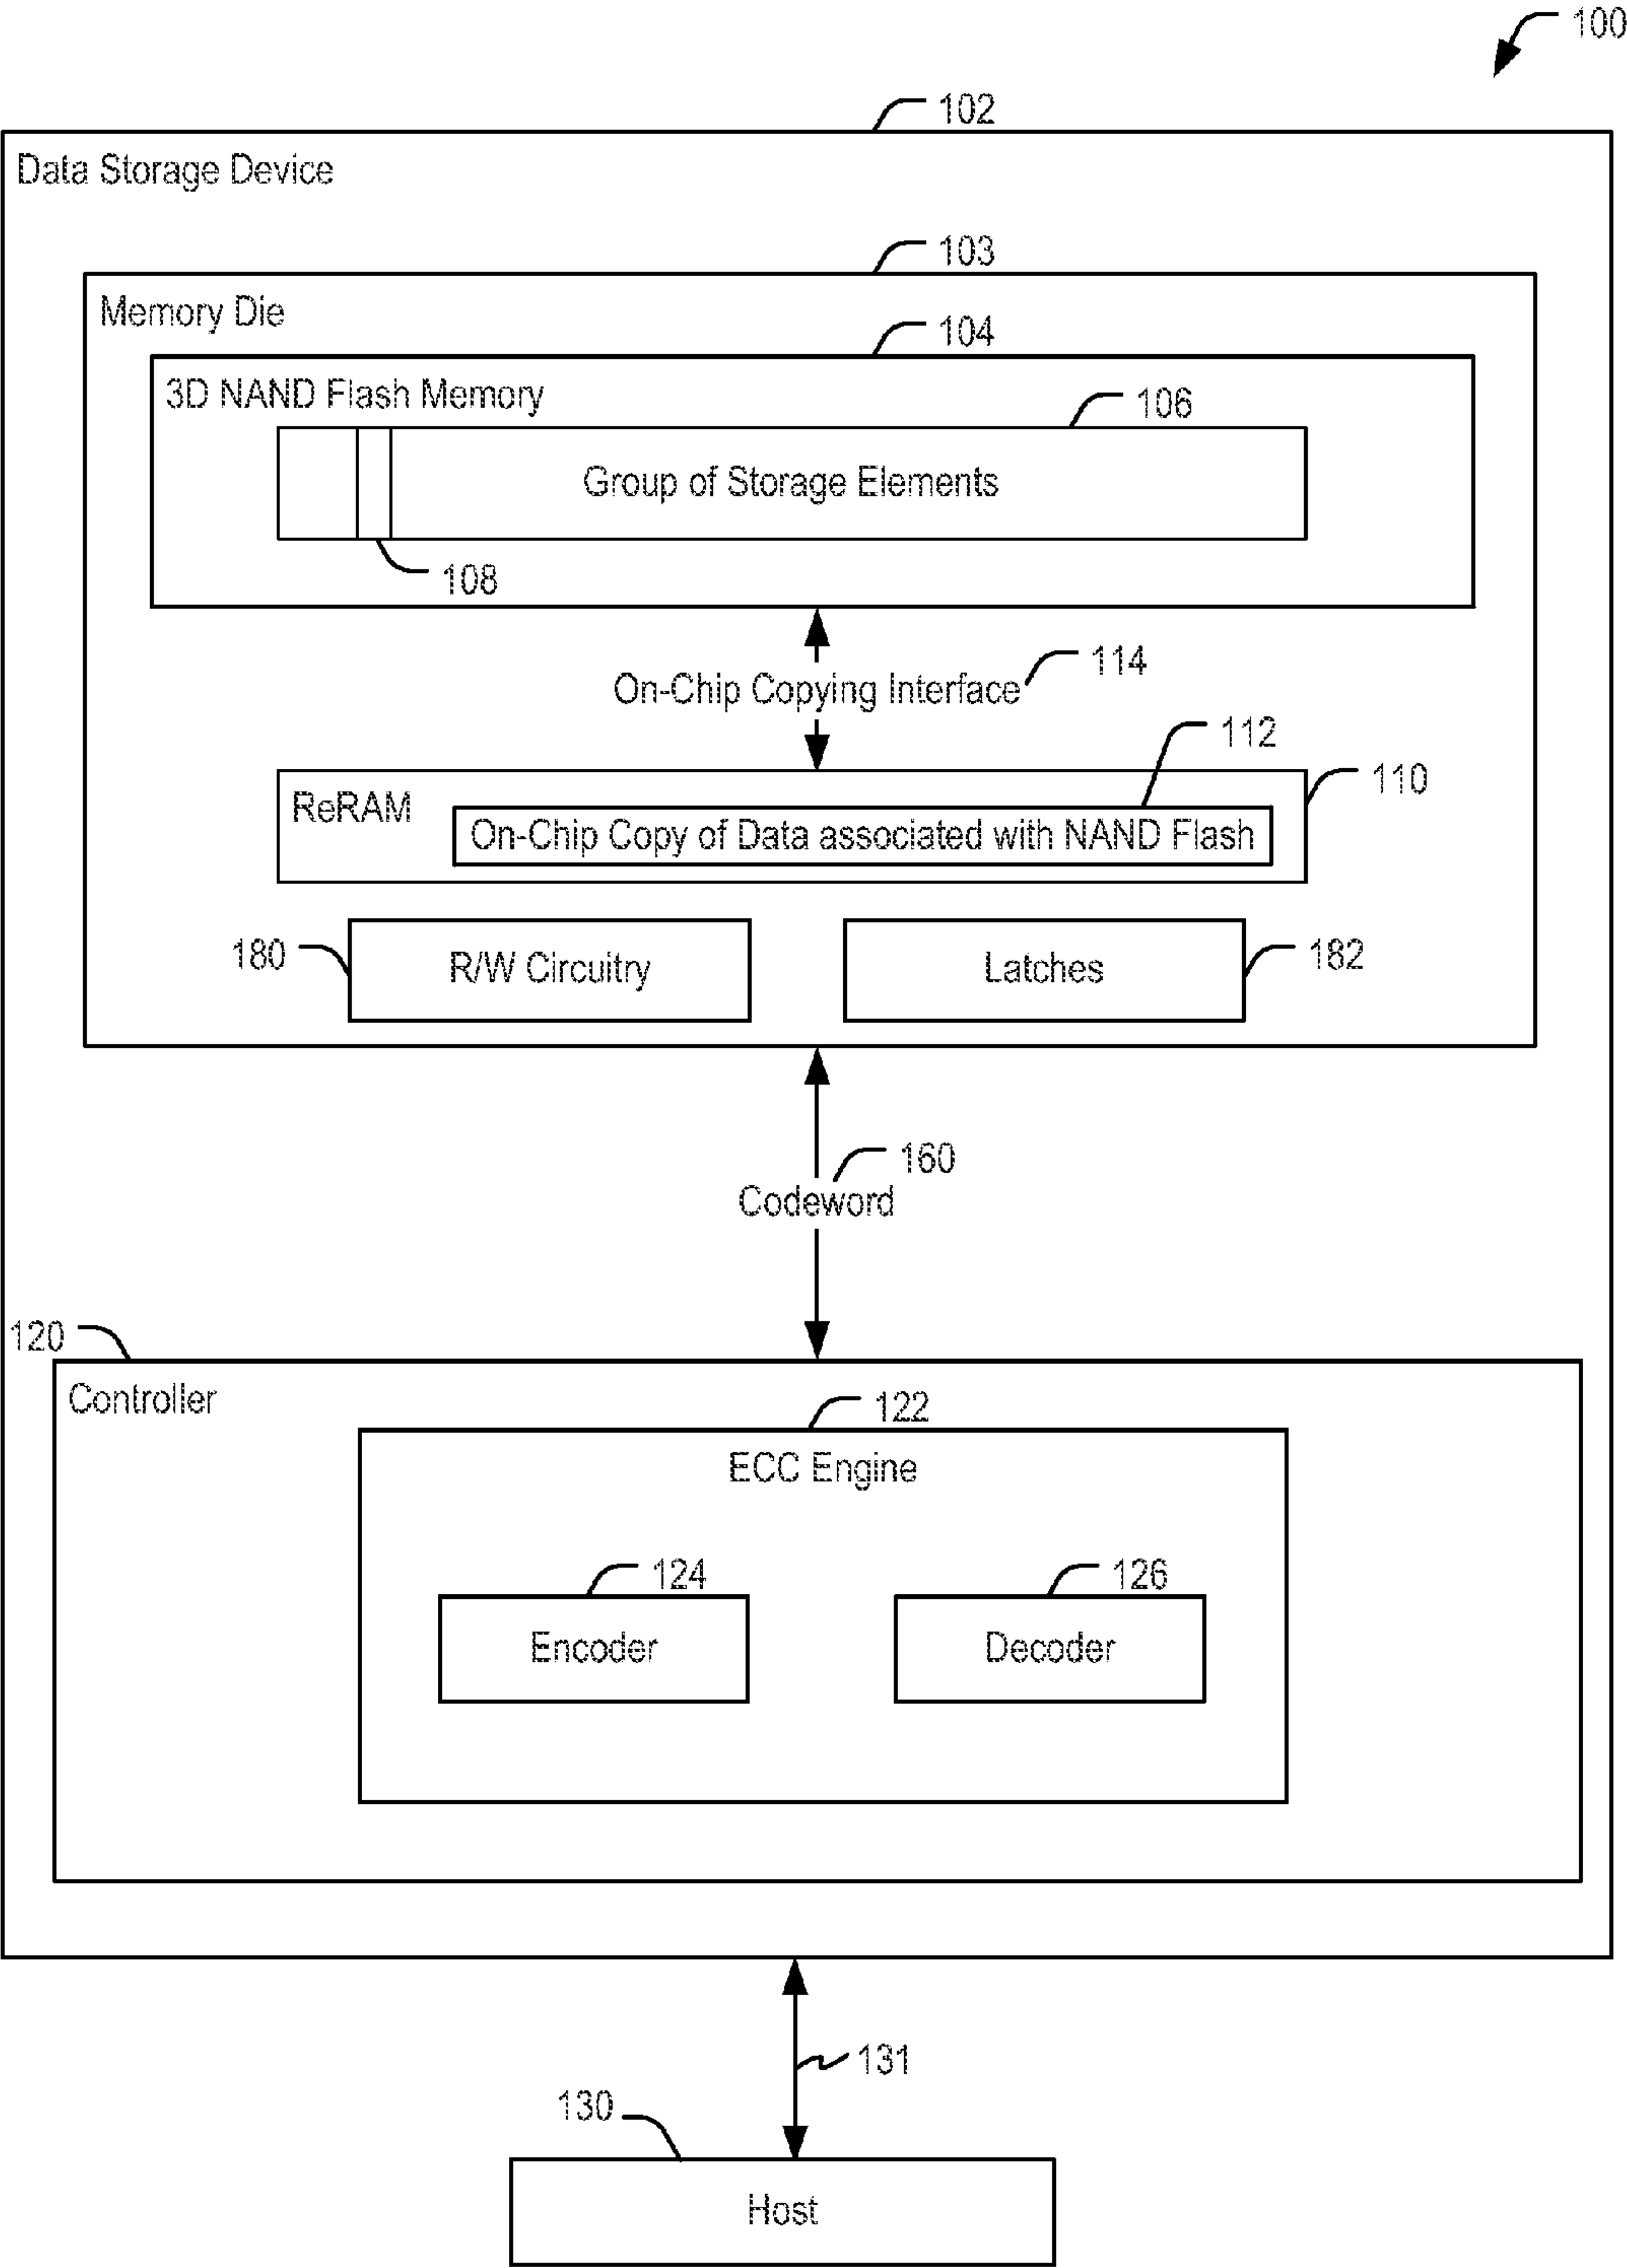 100
102
Data Storage Device
103
Memory Die
104
3D NAND Flash Memory
106
Group of Storage Elements
108
114
On-Chip Copying Interface
112
110
ReRAM
On-Chip Copy of Data associated with NAND Flash
180
R/W Circuitry
Latches
182
160
Codeword
120
Controller
122
ECC Engine
124
126
Encoder
Decoder
131
130
Host